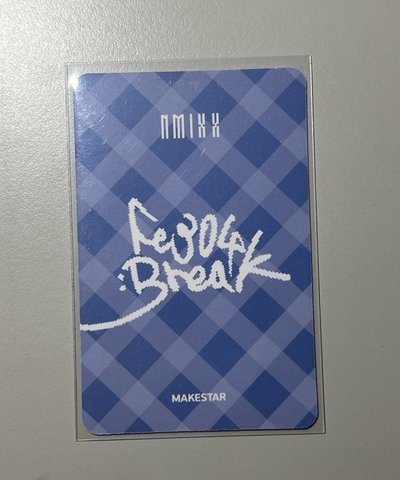 NMIXX
Fe3O4
:Break
MAKESTAR